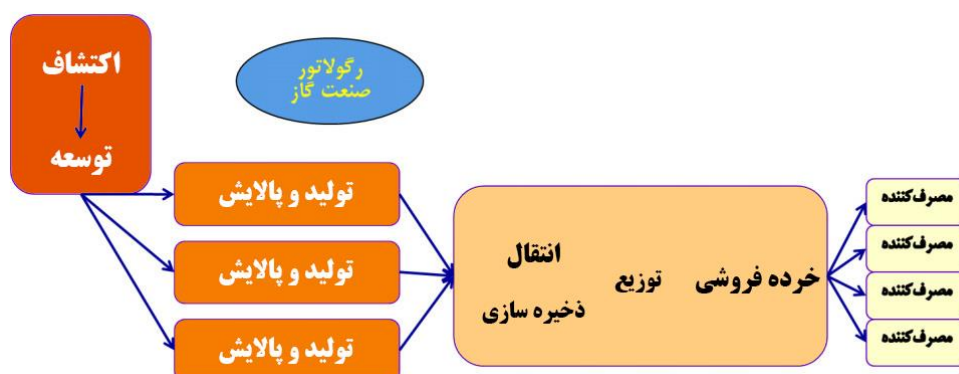 اکتشاف
توسعه
رگولاتور
صنعت گاز
تولید و پالایش
تولید و پالایش
تولید و پالایش
انتقال
ذخیره سازی
توزیع
خرده فروشی
مصرف‌کننده
مصرف‌کننده
مصرف‌کننده
مصرف‌کننده